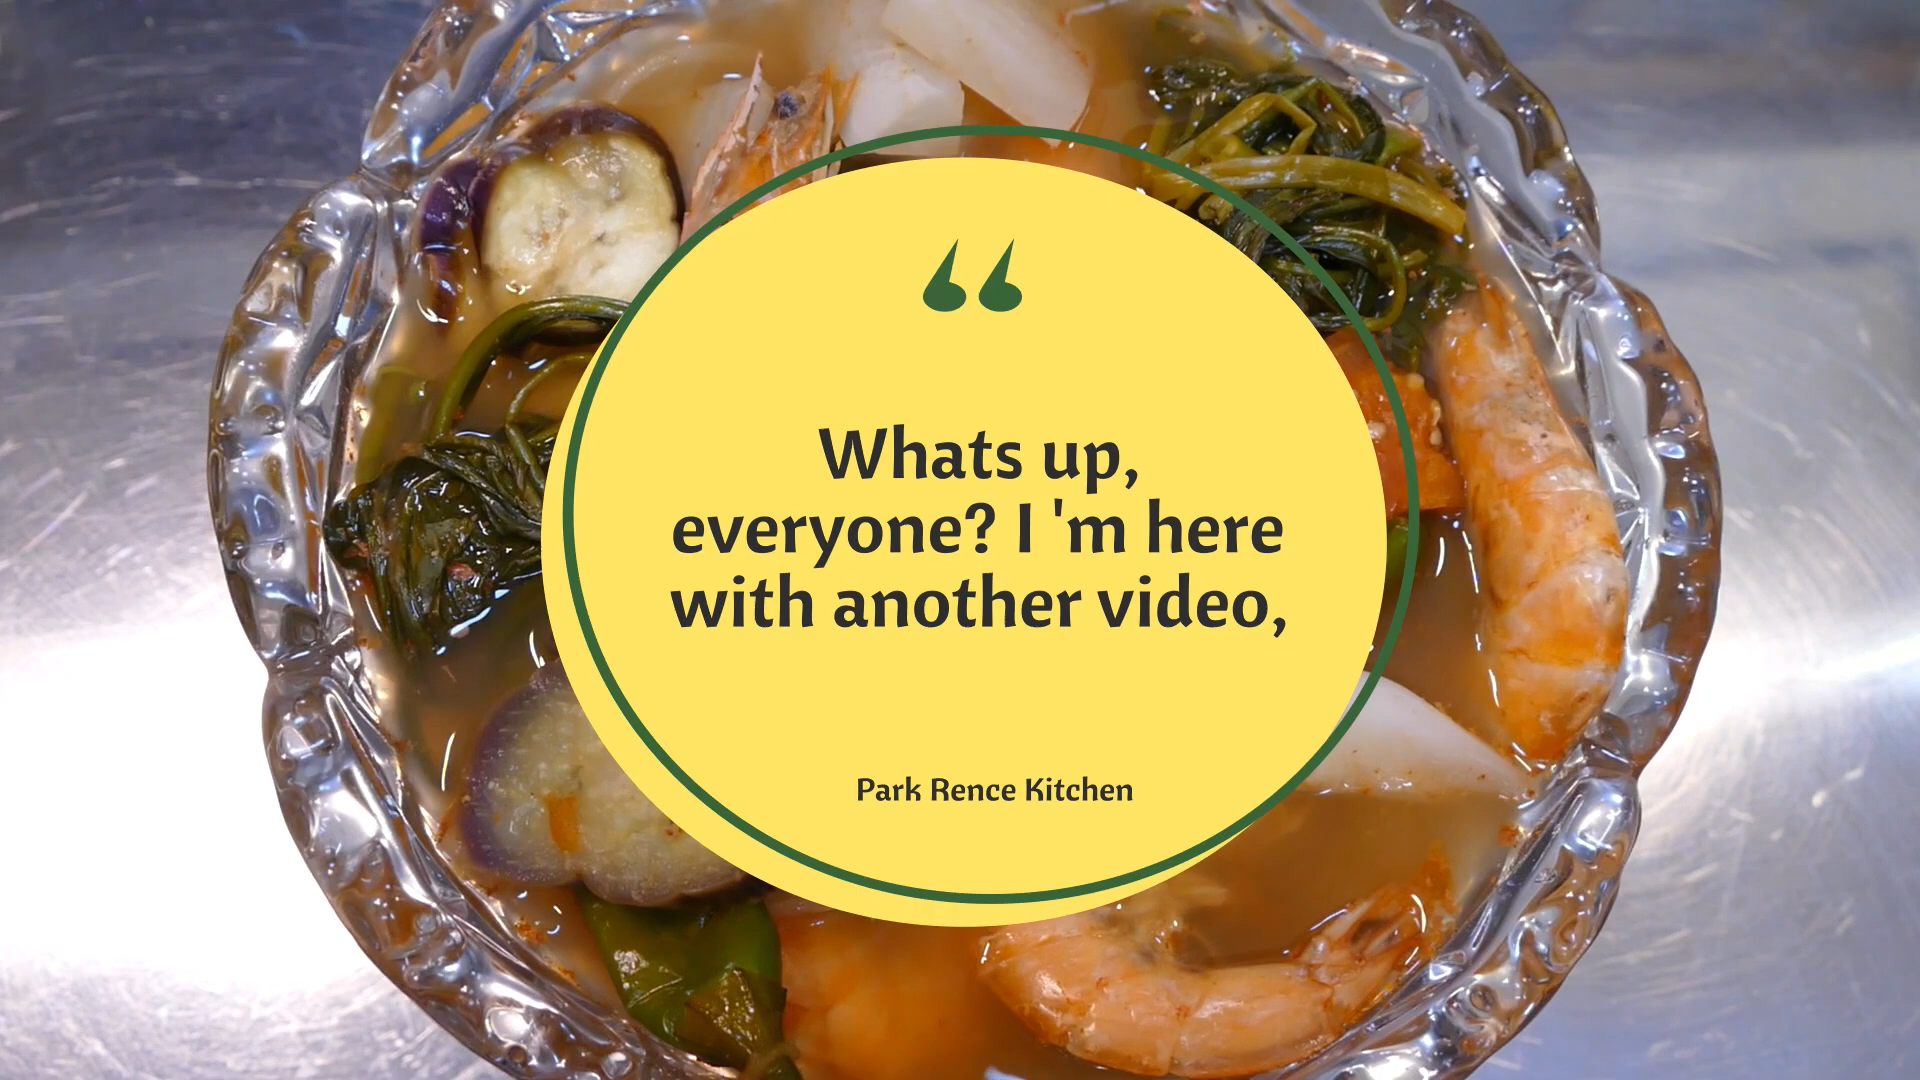 “
Whats up,
everyone? I 'm here
with another video,
Park Rence Kitchen